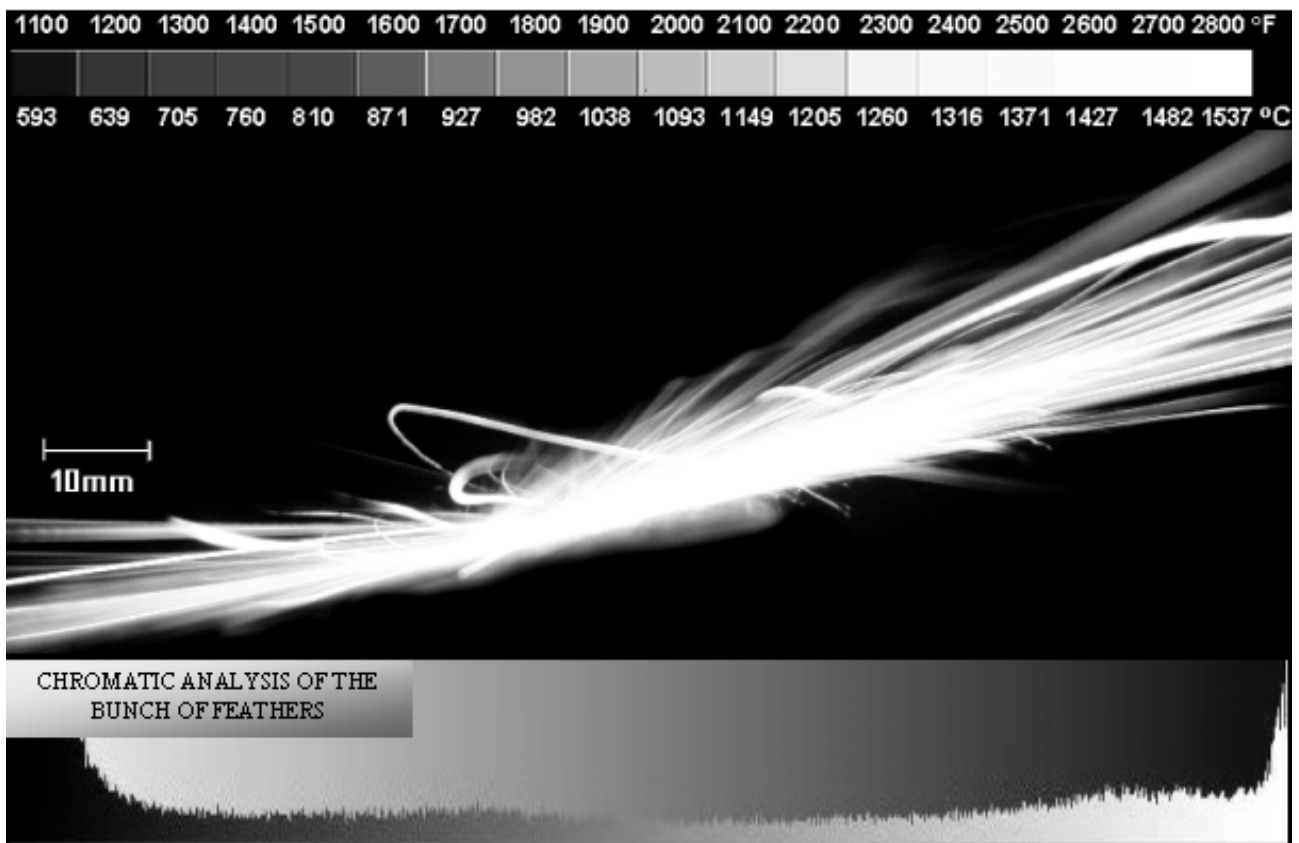 1100 1200 1300 1400 1500 1600 1700 1800 1900 2000 2100 2200 2300 2400 2500 2600 2700 2800 °F
593 639 705 760 810 871 927 982 1038 1093 1149 1205 1260 1316 1371 1427 1482 1537 ºC
10mm
CHROMATIC ANALYSIS OF THE
BUNCH OF FEATHERS